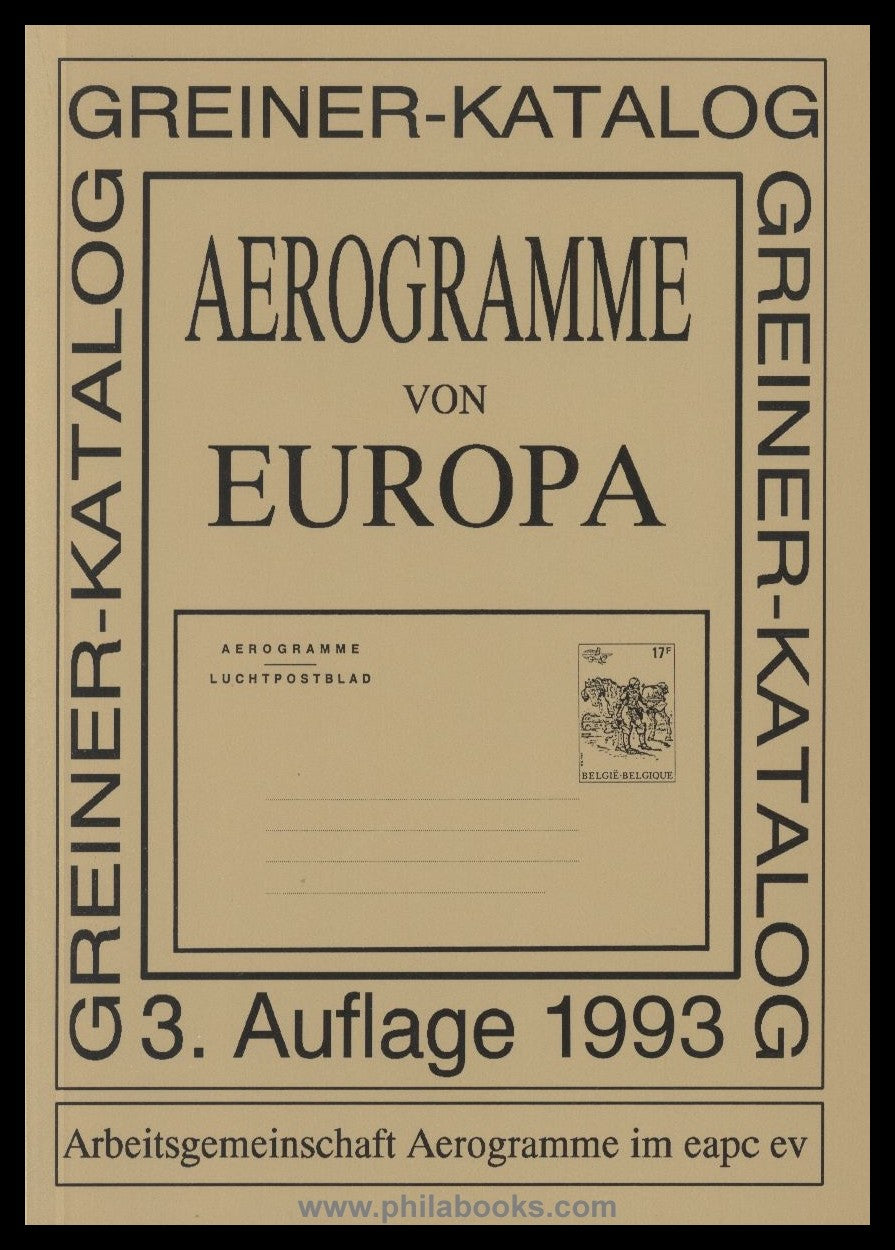 GREINER-KATALOG
GREINER-KATALOG
GREINER-KATALOG
AEROGRAMME
VON
EUROPA
AEROGRAMME
LUCHTPOSTBLAD
17F
BELGIË-BELGIQUE
3. Auflage 1993
Arbeitsgemeinschaft Aerogramme im eapc ev
www.philabooks.com